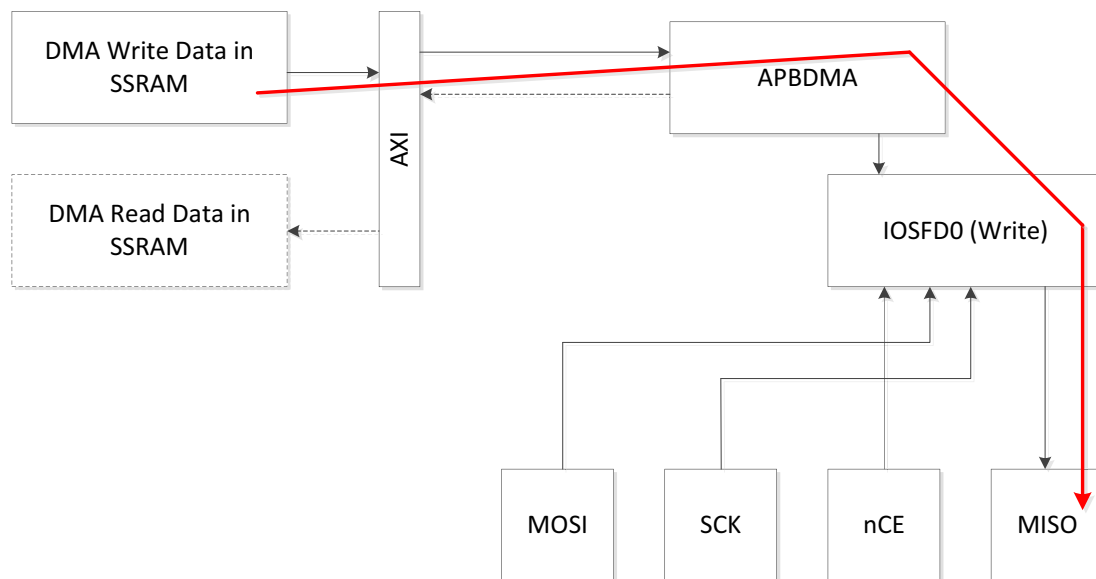 DMA Write Data in
SSRAM
APBDMA
AXI
DMA Read Data in
SSRAM
IOSFD0 (Write)
MOSI
SCK
nCE
MISO